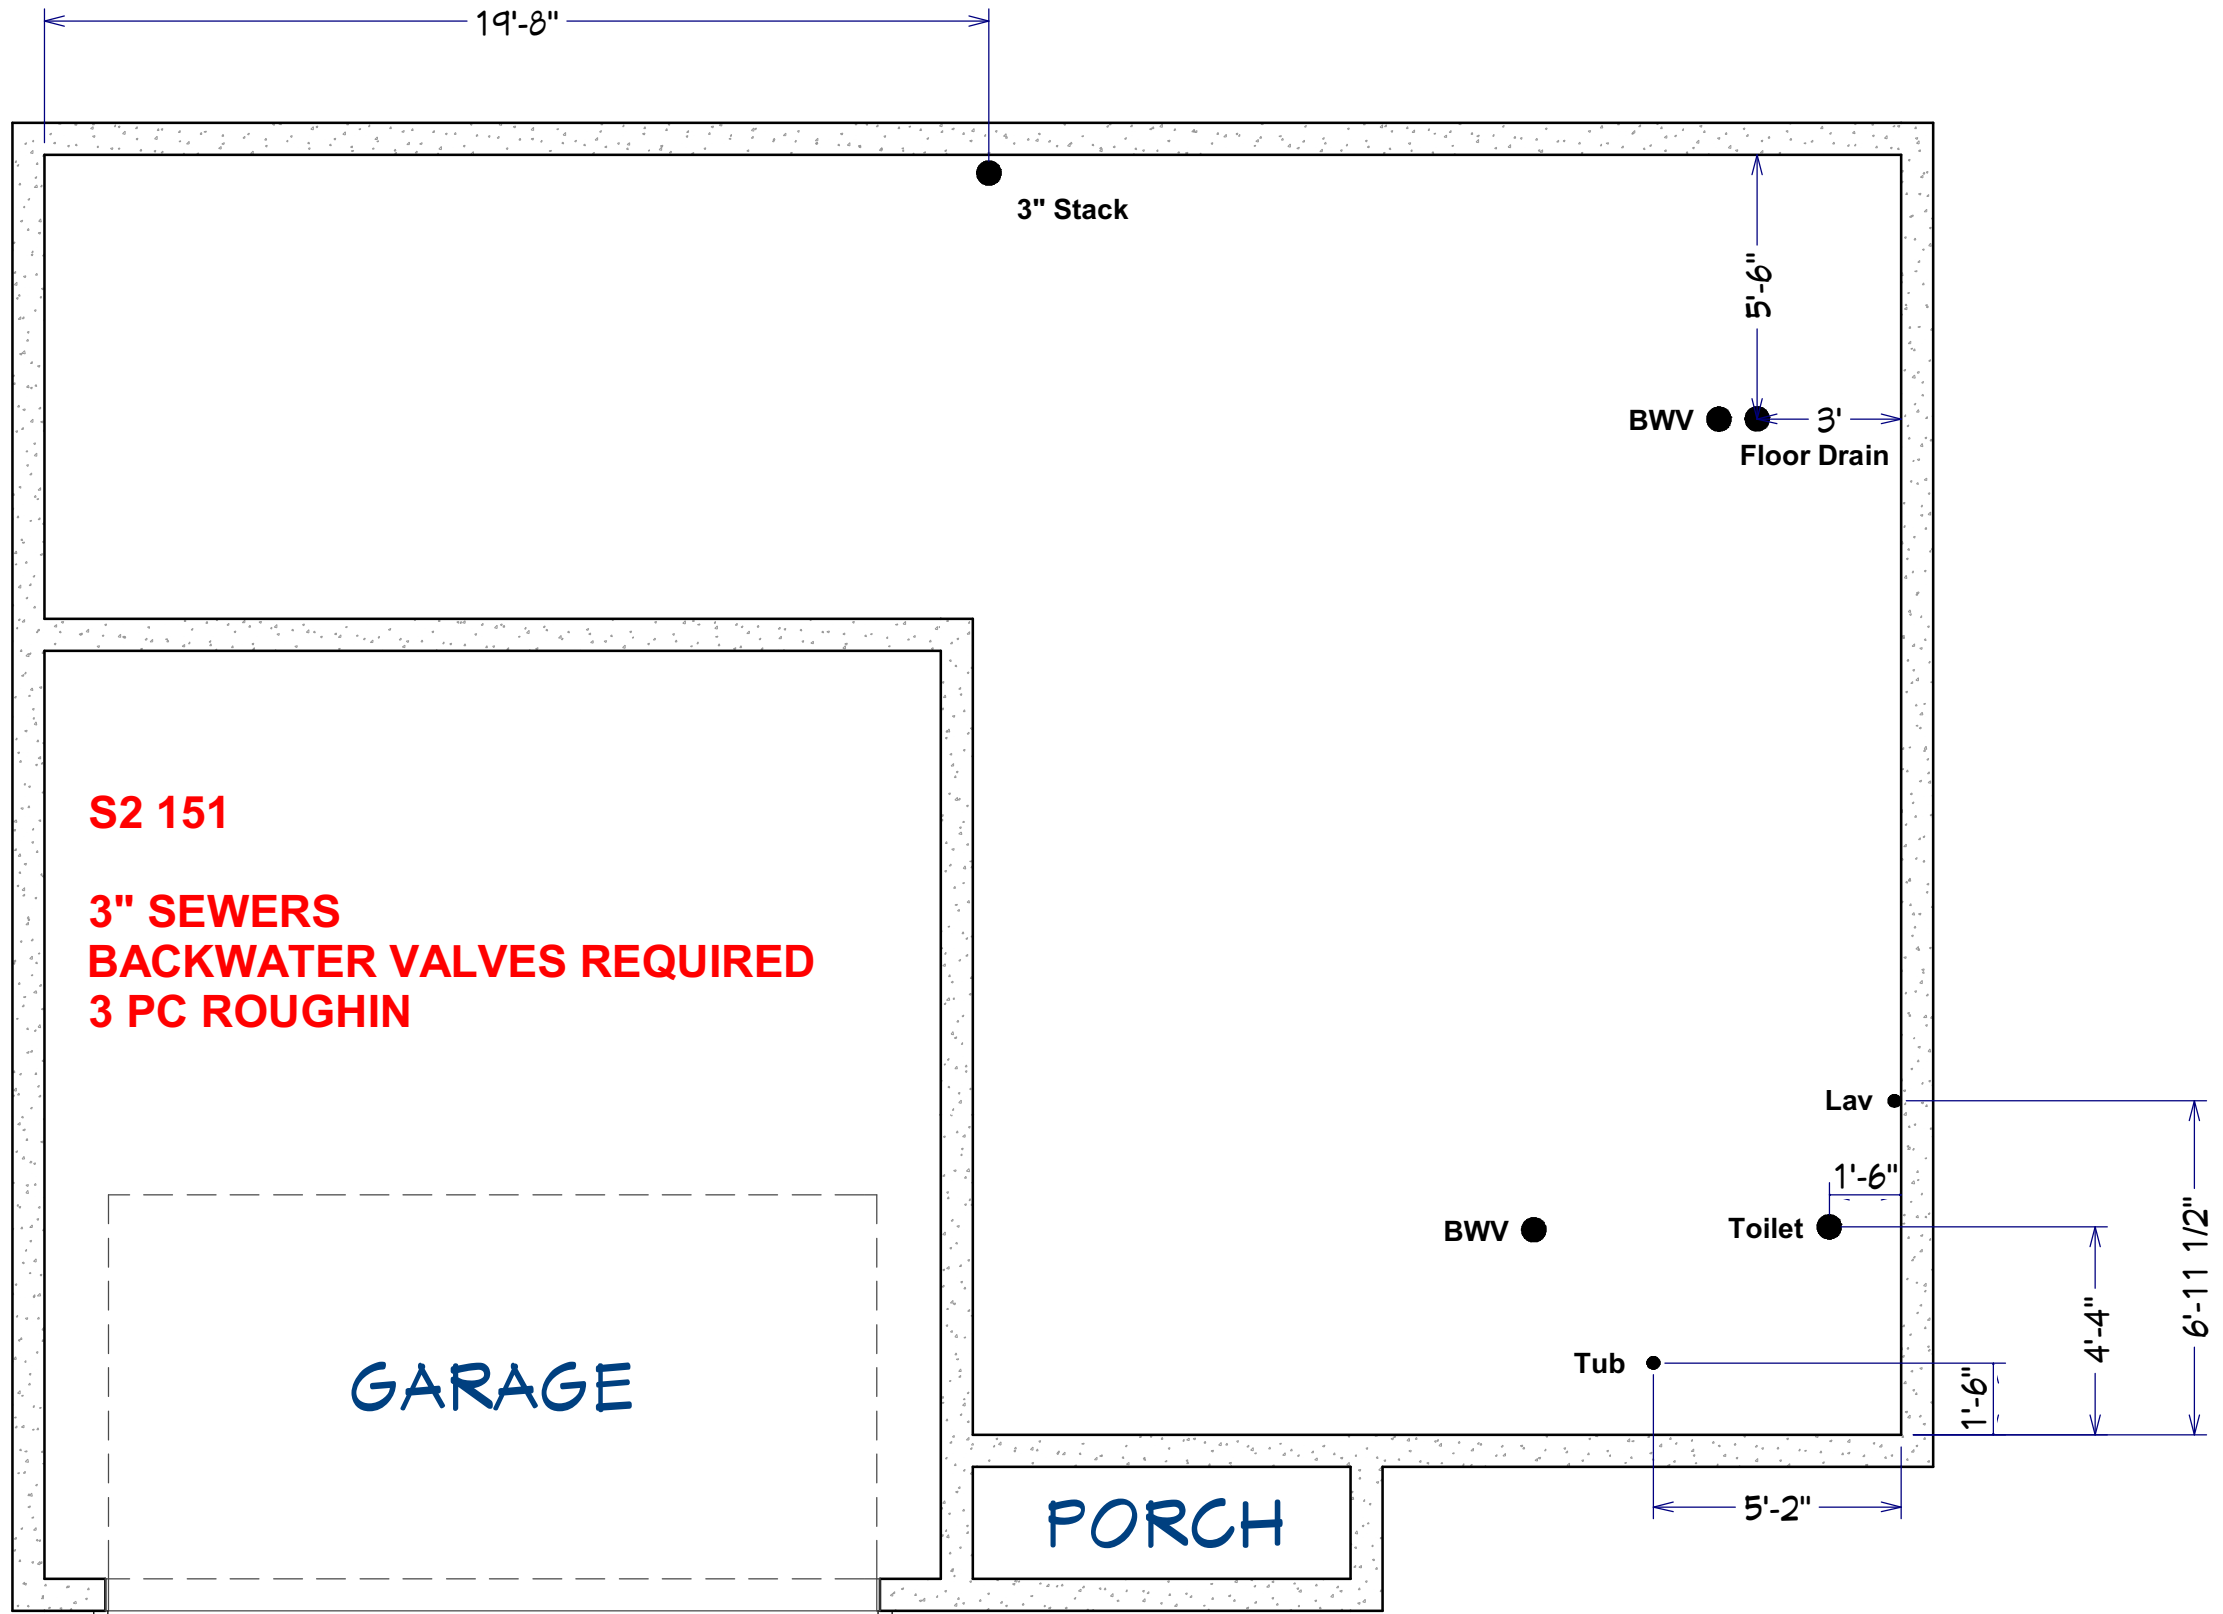 19'-8"
3" Stack
5'-6"
BWV
3'
Floor Drain
S2 151
3" SEWERS
BACKWATER VALVES REQUIRED
3 PC ROUGHIN
Lav
1'-6"
BWV
Toilet
6'-11 1/2"
4'-4"
Tub
1'-6"
GARAGE
PORCH
5'-2"